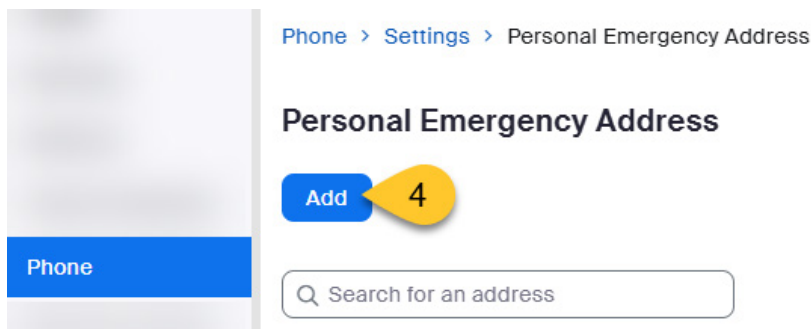 Phone > Settings > Personal Emergency Address
Personal Emergency Address
Add
4
Phone
Search for an address